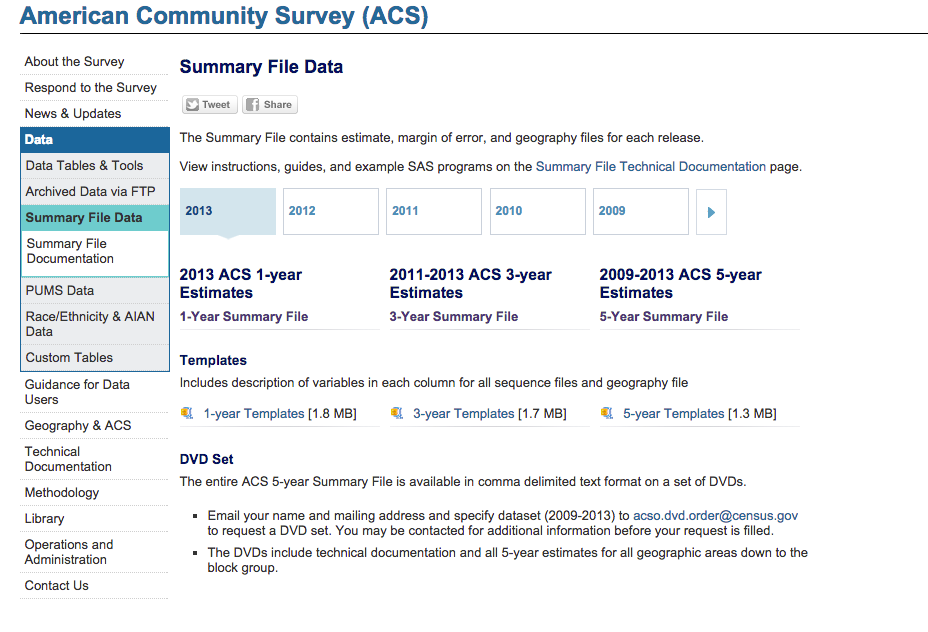 American Community Survey (ACS)
About the Survey
Respond to the Survey
News & Updates
Data
Data Tables & Tools
Archived Data via FTP
Summary File Data
Summary File
Documentation
PUMS Data
Race/Ethnicity & AIAN
Data
Custom Tables
Guidance for Data
Users
Geography & ACS
Technical
Documentation
Methodology
Library
Operations and
Administration
Contact Us
Summary File Data
Tweet
Share
The Summary File contains estimate, margin of error, and geography files for each release.
View instructions, guides, and example SAS programs on the Summary File Technical Documentation page.
2013
2012
2011
2010
2009
2013 ACS 1-year
Estimates
1-Year Summary File
2011-2013 ACS 3-year
Estimates
3-Year Summary File
2009-2013 ACS 5-year
Estimates
5-Year Summary File
Templates
Includes description of variables in each column for all sequence files and geography file
1-year Templates [1.8 MB]
3-year Templates [1.7 MB]
5-year Templates [1.3 MB]
DVD Set
The entire ACS 5-year Summary File is available in comma delimited text format on a set of DVDs.
Email your name and mailing address and specify dataset (2009-2013) to acso.dvd.order@census.gov
to request a DVD set. You may be contacted for additional information before your request is filled.
The DVDs include technical documentation and all 5-year estimates for all geographic areas down to the
block group.